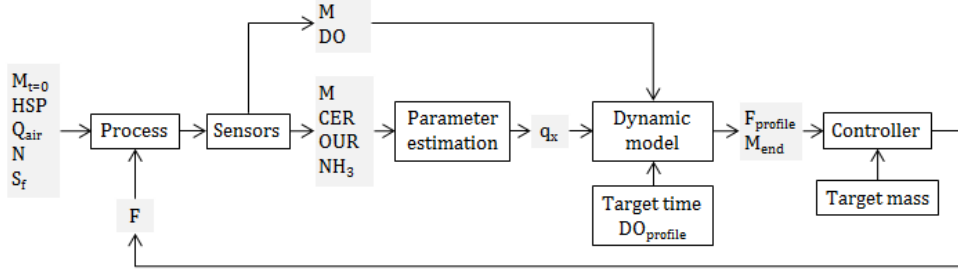 M
DO
M_{t=0}
HSP
Q_{air}
N
S_f
Process
Sensors
M
CER
OUR
NH_3
Parameter
estimation
q_x
Dynamic
model
F_{profile}
M_{end}
Controller
Target time
DO_{profile}
Target mass
F